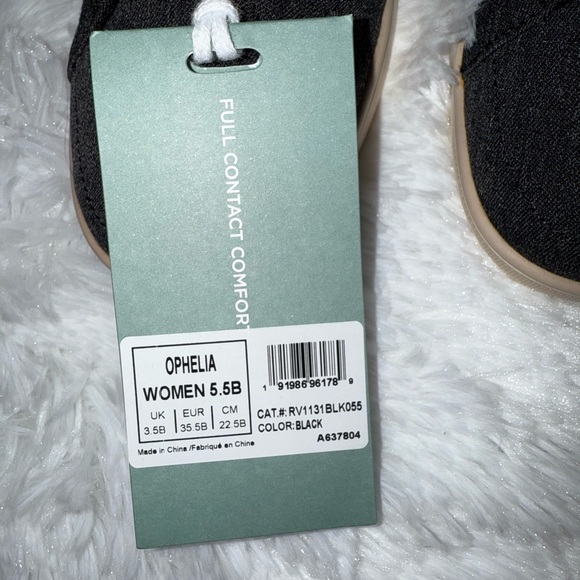 FULL CONTACT COMFORT
OPHELIA
WOMEN 5.5B
UK EUR CM
3.5B 35.5B 22.5B
Made in China /Fabriqué en Chine
1 91986 96178 9
CAT.#: RV1131BLK055
COLOR: BLACK
A637804